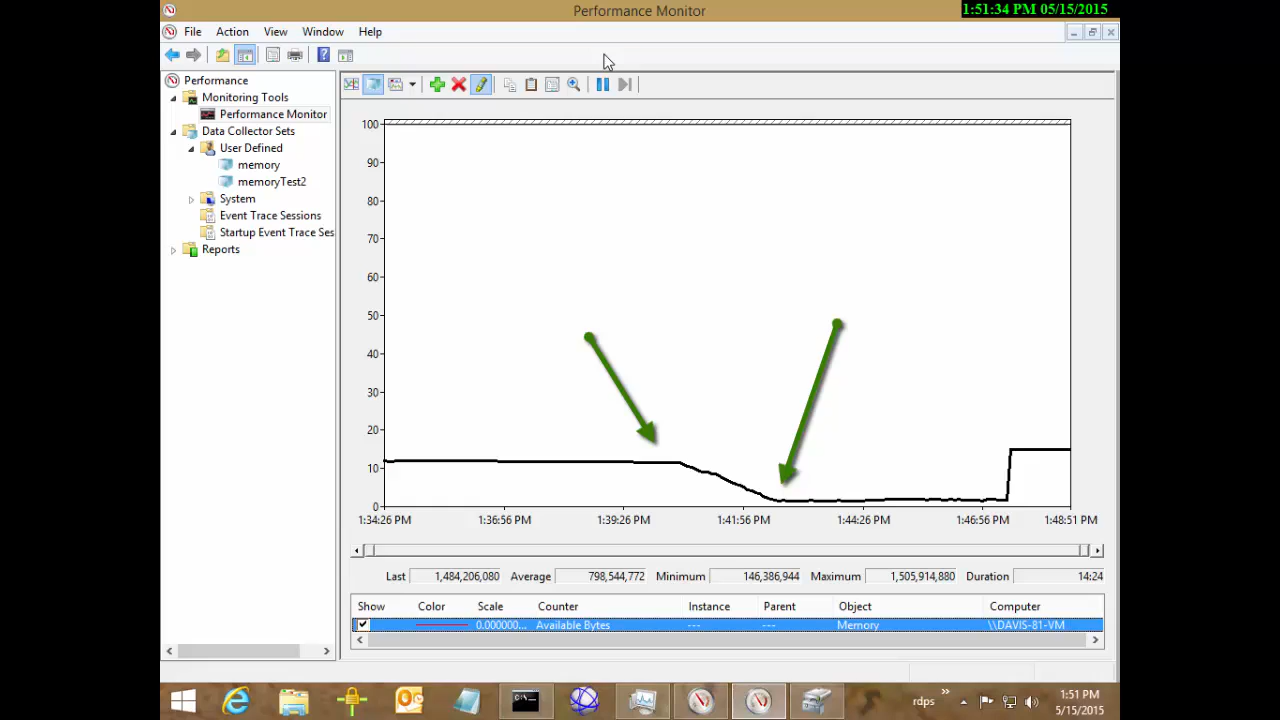 Performance Monitor
1:51:34 PM 05/15/2015
File Action View Window Help
Performance
Monitoring Tools
Performance Monitor
Data Collector Sets
User Defined
memory
memoryTest2
System
Event Trace Sessions
Startup Event Trace Ses
Reports
100
90
80
70
60
50
40
30
20
10
0
1:34:26 PM 1:36:56 PM 1:39:26 PM 1:41:56 PM 1:44:26 PM 1:46:56 PM 1:48:51 PM
Last 1,484,206,080 Average 798,544,772 Minimum 146,386,944 Maximum 1,505,914,880 Duration 14:24
Show Color Scale Counter Instance Parent Object Computer
0.000000... Available Bytes --- --- Memory \\DAVIS-81-VM
rdps
1:51 PM
5/15/2015